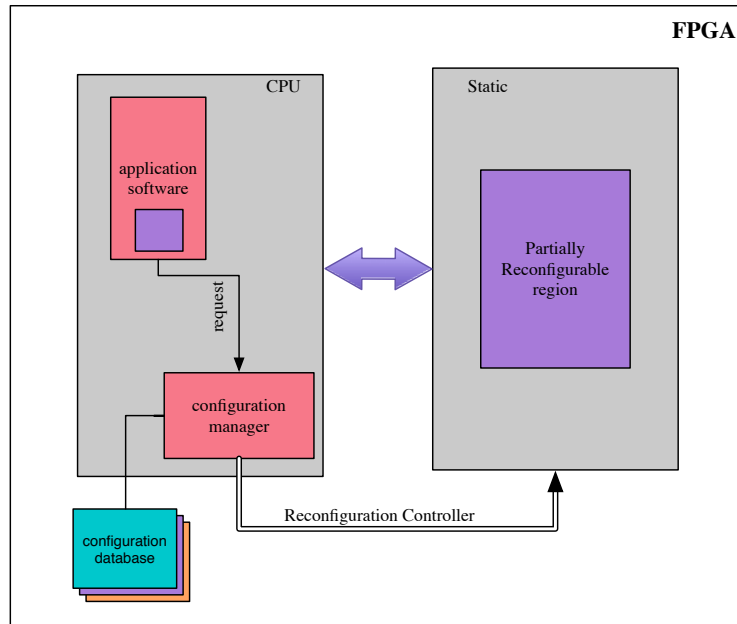 FPGA
CPU
Static
application
software
Partially
Reconfigurable
region
request
configuration
manager
Reconfiguration Controller
configuration
database